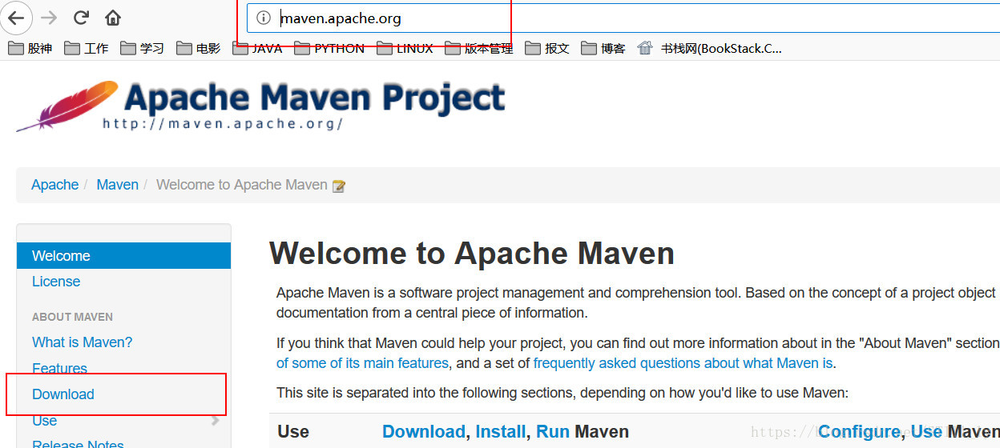 maven.apache.org
股神 工作 学习 电影 JAVA PYTHON LINUX 版本管理 报文 博客 书栈网(BookStack.C...
Apache Maven Project
http://maven.apache.org/
Apache / Maven / Welcome to Apache Maven
Welcome
License
ABOUT MAVEN
What is Maven?
Features
Download
Use
Release Notes
Welcome to Apache Maven
Apache Maven is a software project management and comprehension tool. Based on the concept of a project object
documentation from a central piece of information.
If you think that Maven could help your project, you can find out more information about in the "About Maven" section
of some of its main features, and a set of frequently asked questions about what Maven is.
This site is separated into the following sections, depending on how you'd like to use Maven:
Use Download, Install, Run Maven Configure, Use Maven